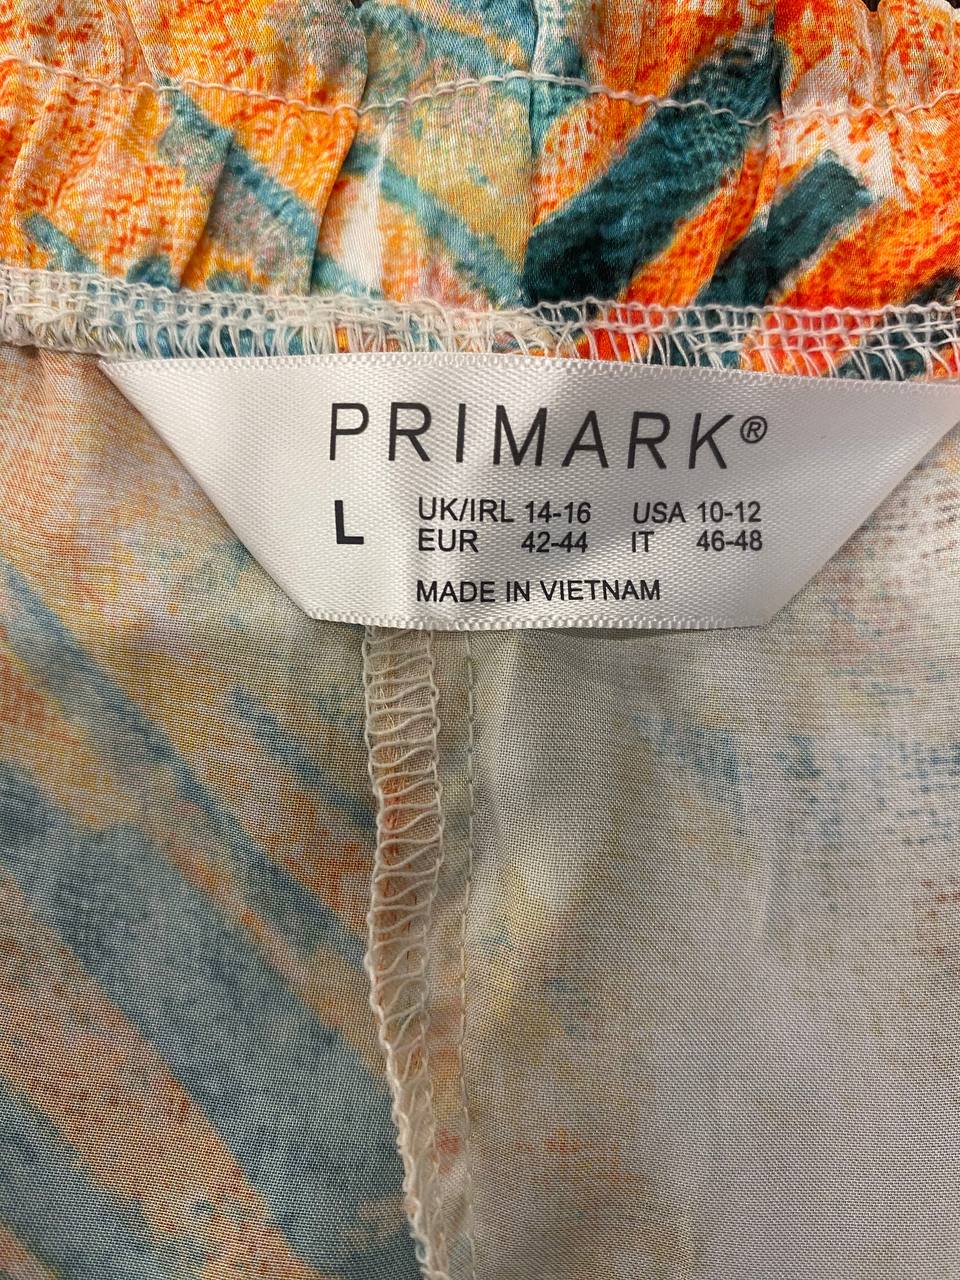 PRIMARK®
L UK/IRL 14-16 USA 10-12
EUR 42-44 IT 46-48
MADE IN VIETNAM